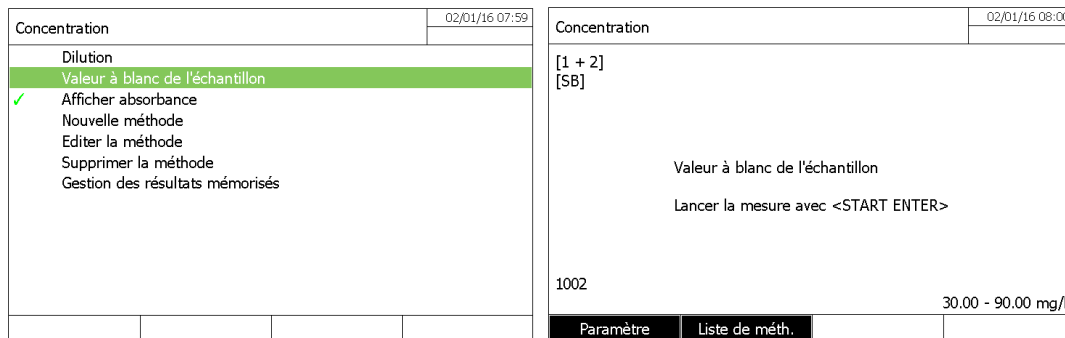 Concentration
02/01/16 07:59
Dilution
Valeur à blanc de l'échantillon
✓ Afficher absorbance
Nouvelle méthode
Editer la méthode
Supprimer la méthode
Gestion des résultats mémorisés
Concentration
02/01/16 08:00
[1 + 2]
[SB]
Valeur à blanc de l'échantillon
Lancer la mesure avec <START ENTER>
1002
30.00 - 90.00 mg/l
Paramètre
Liste de méth.